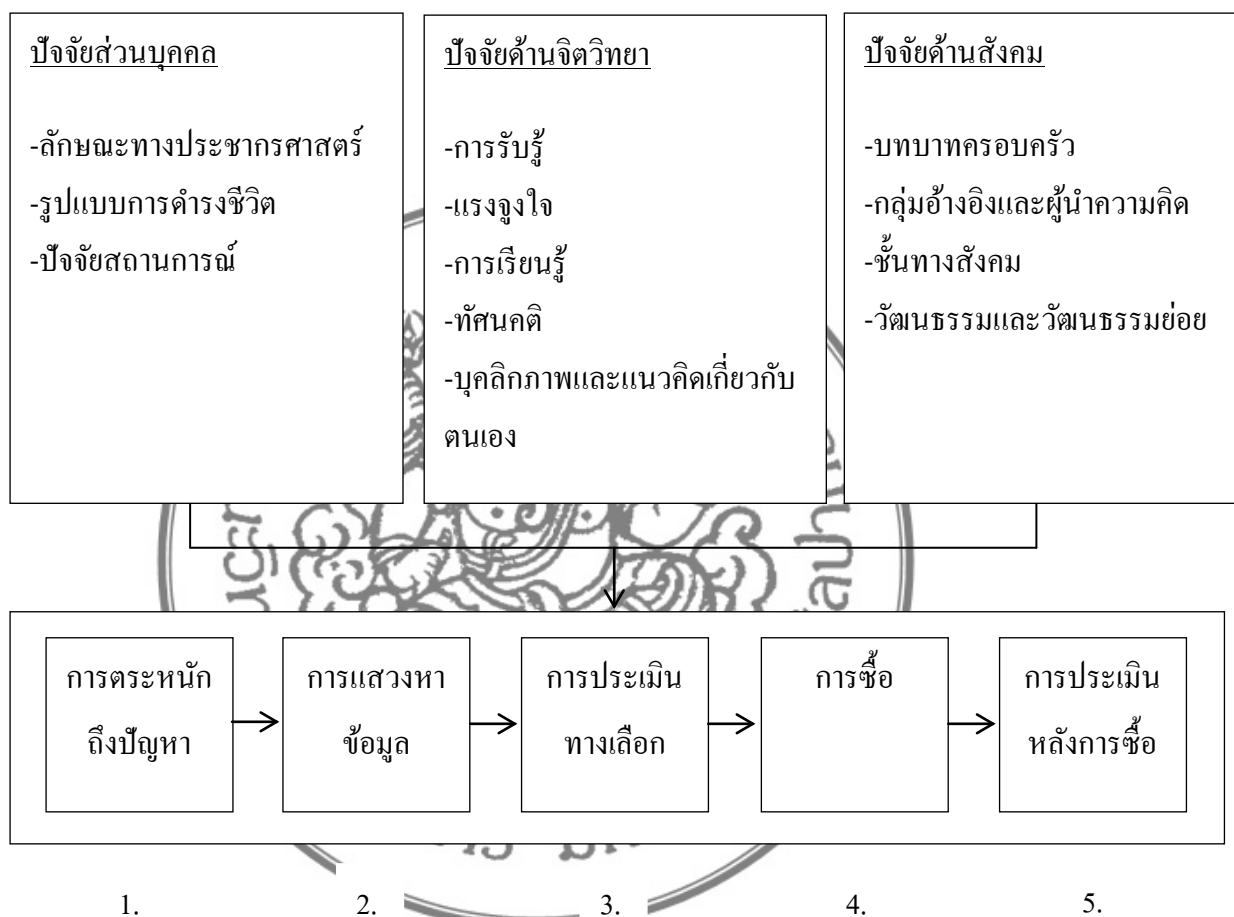 ปัจจัยส่วนบุคคล
-ลักษณะทางประชากรศาสตร์
-รูปแบบการดำรงชีวิต
-ปัจจัยสถานการณ์
ปัจจัยด้านจิตวิทยา
-การรับรู้
-แรงจูงใจ
-การเรียนรู้
-ทัศนคติ
-บุคลิกภาพและแนวคิดเกี่ยวกับ
ตนเอง
ปัจจัยด้านสังคม
-บทบาทครอบครัว
-กลุ่มอ้างอิงและผู้นำความคิด
-ชั้นทางสังคม
-วัฒนธรรมและวัฒนธรรมย่อย
การตระหนัก
ถึงปัญหา
การแสวงหา
ข้อมูล
การประเมิน
ทางเลือก
การซื้อ
การประเมิน
หลังการซื้อ
1.
2.
3.
4.
5.